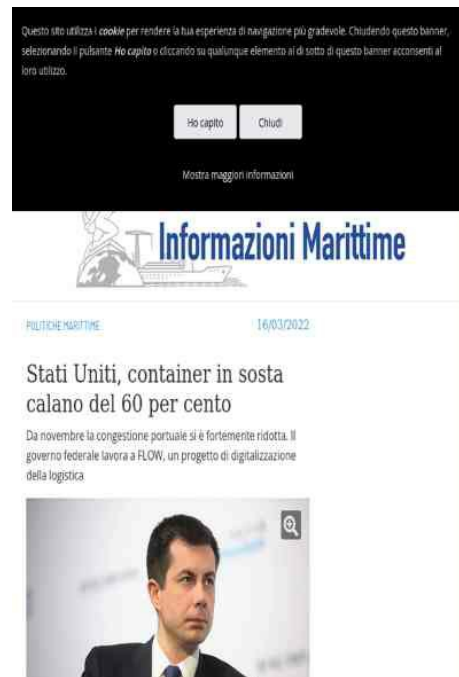 Questo sito utilizza i cookie per rendere la tua esperienza di navigazione più gradevole. Chiudendo questo banner,
selezionando il pulsante Ho capito o cliccando su qualunque elemento al di sotto di questo banner acconsenti al
loro utilizzo.
Ho capito
Chiudi
Mostra maggiori informazioni
Informazioni Marittime
POLITICHE MARITTIME
16/03/2022
Stati Uniti, container in sosta
calano del 60 per cento
Da novembre la congestione portuale si è fortemente ridotta. Il
governo federale lavora a FLOW, un progetto di digitalizzazione
della logistica